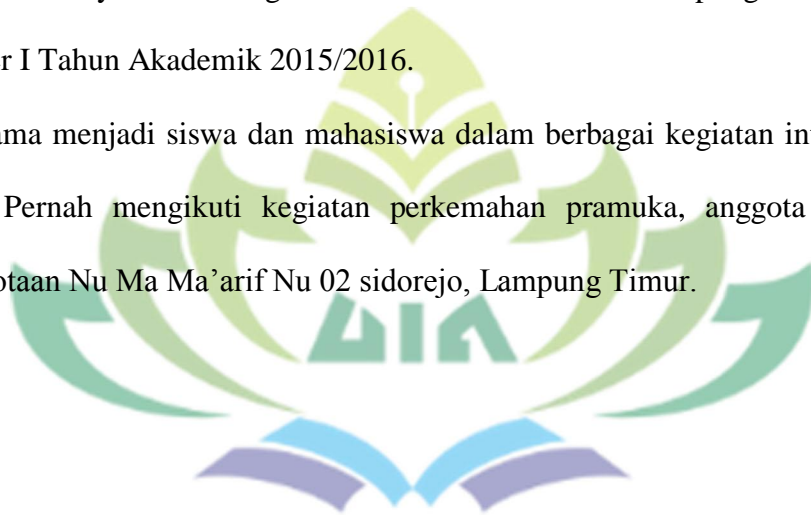 r I Tahun Akademik 2015/2016.
ama menjadi siswa dan mahasiswa dalam berbagai kegiatan in
Pernah mengikuti kegiatan perkemahan pramuka, anggota
otaan Nu Ma Ma’arif Nu 02 sidorejo, Lampung Timur.
UIN